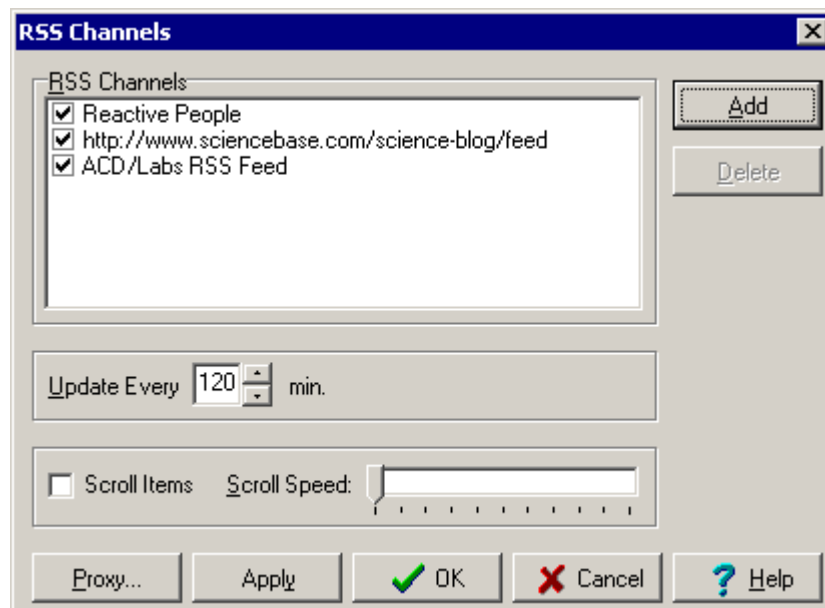 RSS Channels
RSS Channels
Reactive People
http://www.sciencebase.com/science-blog/feed
ACD/Labs RSS Feed
Add
Delete
Update Every 120 min.
Scroll Items Scroll Speed:
Proxy... Apply OK Cancel ? Help